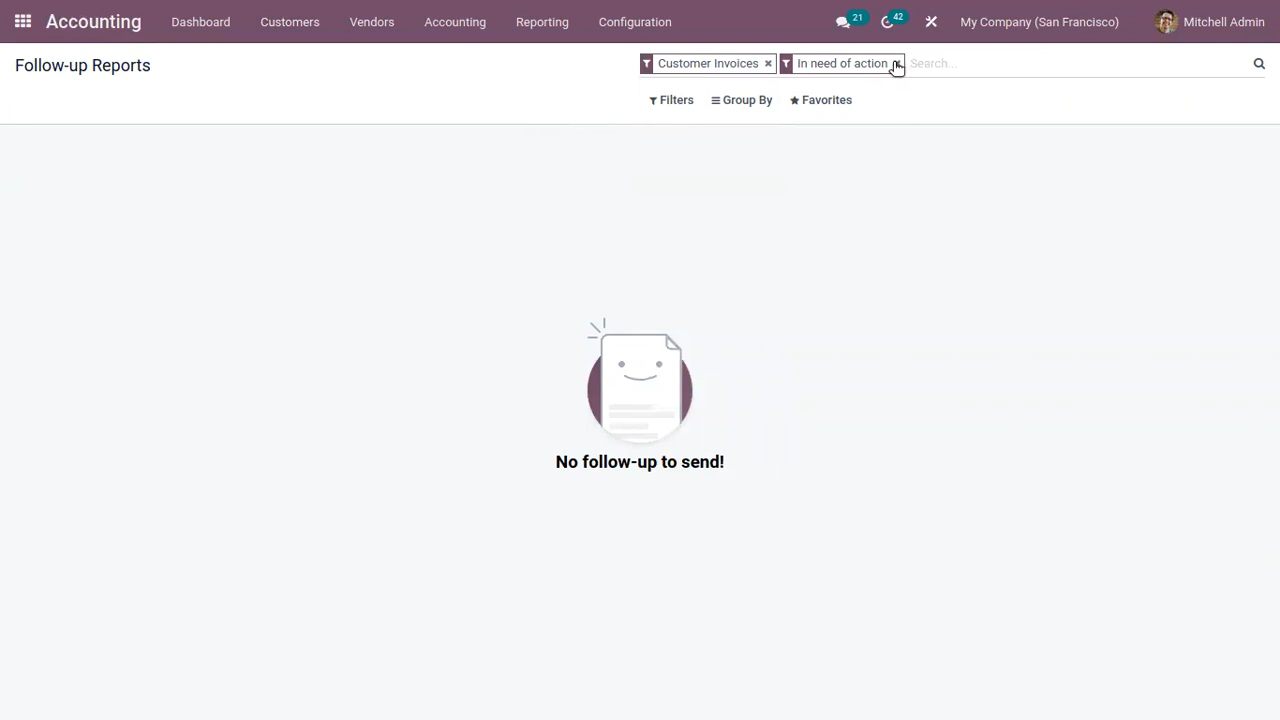 Accounting Dashboard Customers Vendors Accounting Reporting Configuration 21 42 My Company (San Francisco) Mitchell Admin
Follow-up Reports Customer Invoices In need of action Search...
Filters Group By Favorites
No follow-up to send!